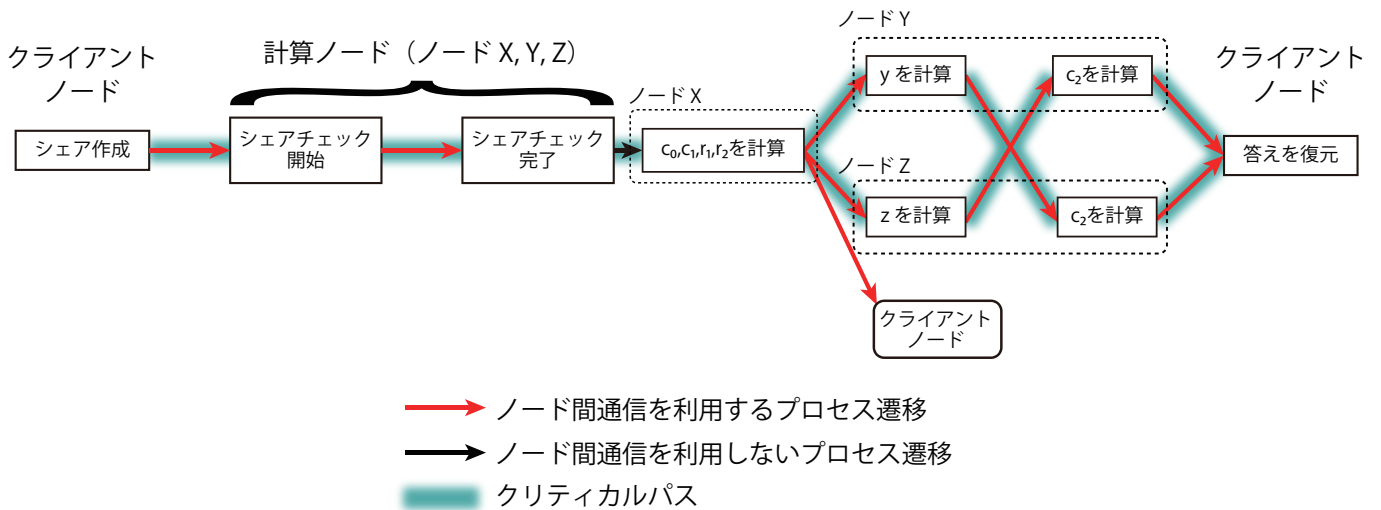 クライアント
ノード
シェア作成
計算ノード（ノード X, Y, Z）
シェアチェック
開始
シェアチェック
完了
ノード X
c₀,c₁,r₁,r₂を計算
ノード Y
y を計算
c₂を計算
ノード Z
z を計算
c₂を計算
クライアント
ノード
クライアント
ノード
答えを復元
ノード間通信を利用するプロセス遷移
ノード間通信を利用しないプロセス遷移
クリティカルパス